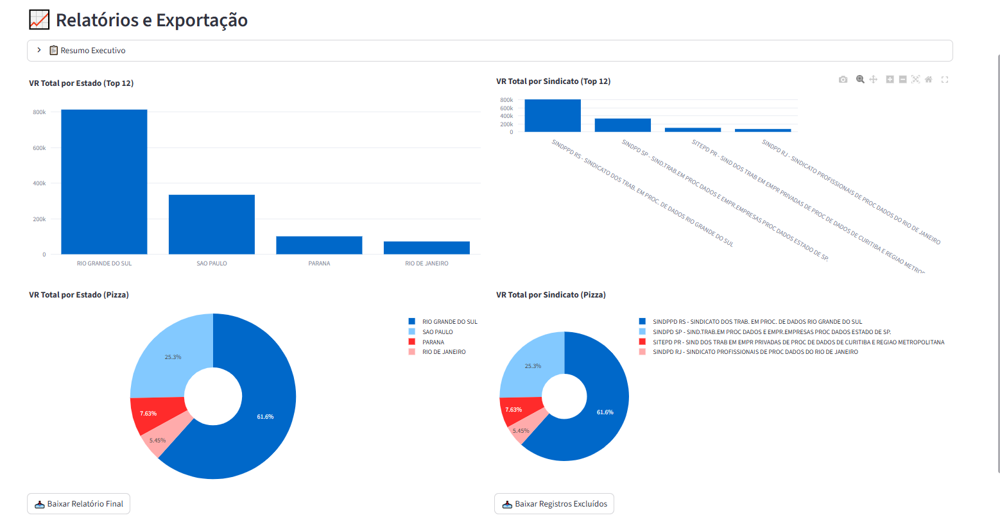 Relatórios e Exportação
Resumo Executivo
VR Total por Estado (Top 12)
800k
600k
400k
200k
0
RIO GRANDE DO SUL
SAO PAULO
PARANA
RIO DE JANEIRO
VR Total por Sindicato (Top 12)
800k
600k
400k
200k
0
SINDPPD RS - SINDICATO DOS TRAB. EM PROC. DE DADOS RIO GRANDE DO SUL
SINDPD SP - SIND.TRAB.EM PROC DADOS E EMPR.EMPRESAS PROC DADOS ESTADO DE SP.
SITEPD PR - SIND DOS TRAB EM EMPR PRIVADAS DE PROC DE DADOS DE CURITIBA E REGIAO METROP
SINDPD RJ - SINDICATO PROFISSIONAIS DE PROC DADOS DO RIO DE JANEIRO
VR Total por Estado (Pizza)
25.3%
7.63%
5.45%
61.6%
RIO GRANDE DO SUL
SAO PAULO
PARANA
RIO DE JANEIRO
VR Total por Sindicato (Pizza)
25.3%
7.63%
5.45%
61.6%
SINDPPD RS - SINDICATO DOS TRAB. EM PROC. DE DADOS RIO GRANDE DO SUL
SINDPD SP - SIND.TRAB.EM PROC DADOS E EMPR.EMPRESAS PROC DADOS ESTADO DE SP.
SITEPD PR - SIND DOS TRAB EM EMPR PRIVADAS DE PROC DE DADOS DE CURITIBA E REGIAO METROPOLITANA
SINDPD RJ - SINDICATO PROFISSIONAIS DE PROC DADOS DO RIO DE JANEIRO
Baixar Relatório Final
Baixar Registros Excluídos